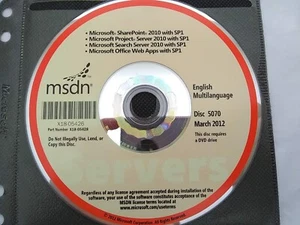 • Microsoft® SharePoint® 2010 with SP1
• Microsoft Project® Server 2010 with SP1
• Microsoft Search Server 2010 with SP1
• Microsoft Office Web Apps with SP1
msdn
English
Multilanguage
Disc 5070
March 2012
This disc requires
a DVD drive
X18-05426
Part Number: X18-05426
Do Not Illegally Use, Lend, or
Copy this Disc.
Servers
Regardless of any license agreement accepted during installation of the
software, your use of the software constitutes acceptance of the
MSDN license terms located at
www.microsoft.com/useterms